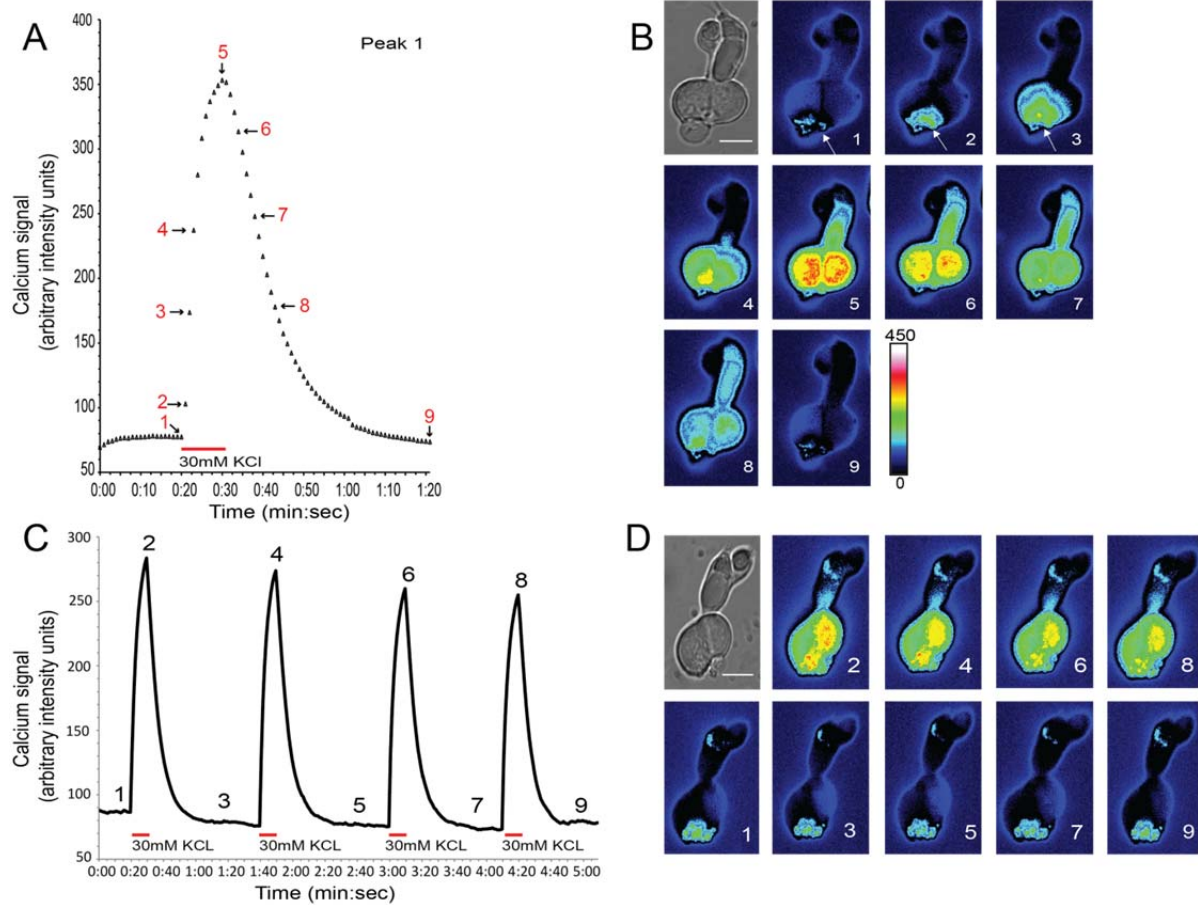 A
Peak 1
Calcium signal
(arbitrary intensity units)
400
350
300
250
200
150
100
50
5
6
4
7
3
8
2
1
9
30mM KCl
0:00 0:10 0:20 0:30 0:40 0:50 1:00 1:10 1:20
Time (min:sec)
B
1
2
3
4
5
6
7
8
9
450
0
C
Calcium signal
(arbitrary intensity units)
300
250
200
150
100
50
2
4
6
8
1
3
5
7
9
30mM KCL
30mM KCL
30mM KCL
30mM KCL
0:00 0:20 0:40 1:00 1:20 1:40 2:00 2:20 2:40 3:00 3:20 3:40 4:00 4:20 4:40 5:00
Time (min:sec)
D
2
4
6
8
1
3
5
7
9